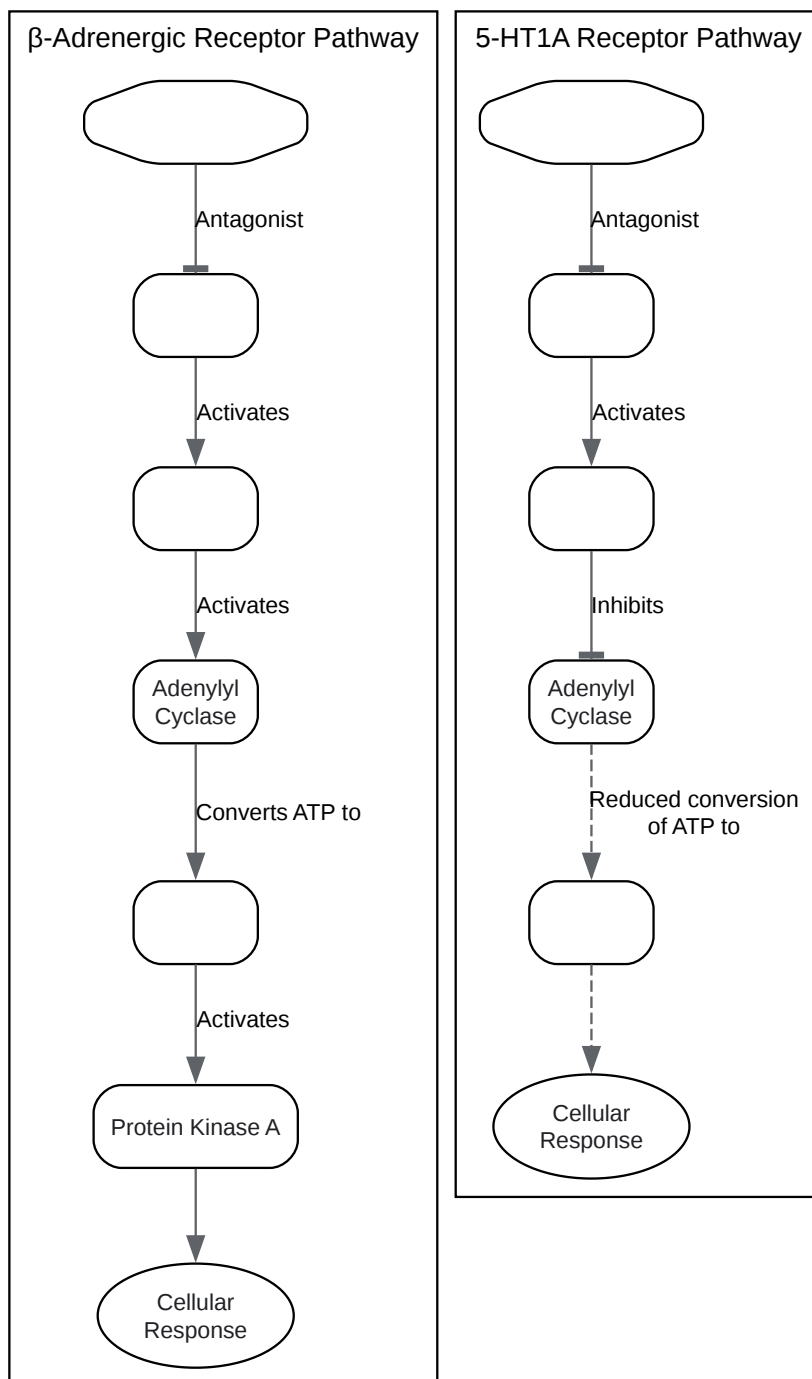 β-Adrenergic Receptor Pathway
Antagonist
Activates
Activates
Adenylyl
Cyclase
Converts ATP to
Activates
Protein Kinase A
Cellular
Response
5-HT1A Receptor Pathway
Antagonist
Activates
Inhibits
Adenylyl
Cyclase
Reduced conversion
of ATP to
Cellular
Response